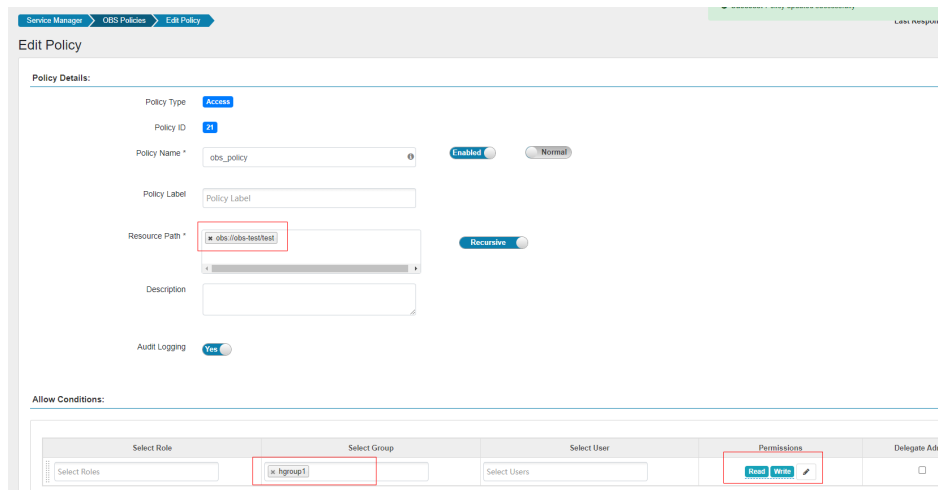 Service Manager OBS Policies Edit Policy
Last Respon
Edit Policy
Policy Details:
Policy Type Access
Policy ID 21
Policy Name * obs_policy Enabled Normal
Policy Label Policy Label
Resource Path * × obs://obs-test/test Recursive
Description
Audit Logging Yes
Allow Conditions:
Select Role Select Group Select User Permissions Delegate Adr
Select Roles × hgroup1 Select Users Read Write